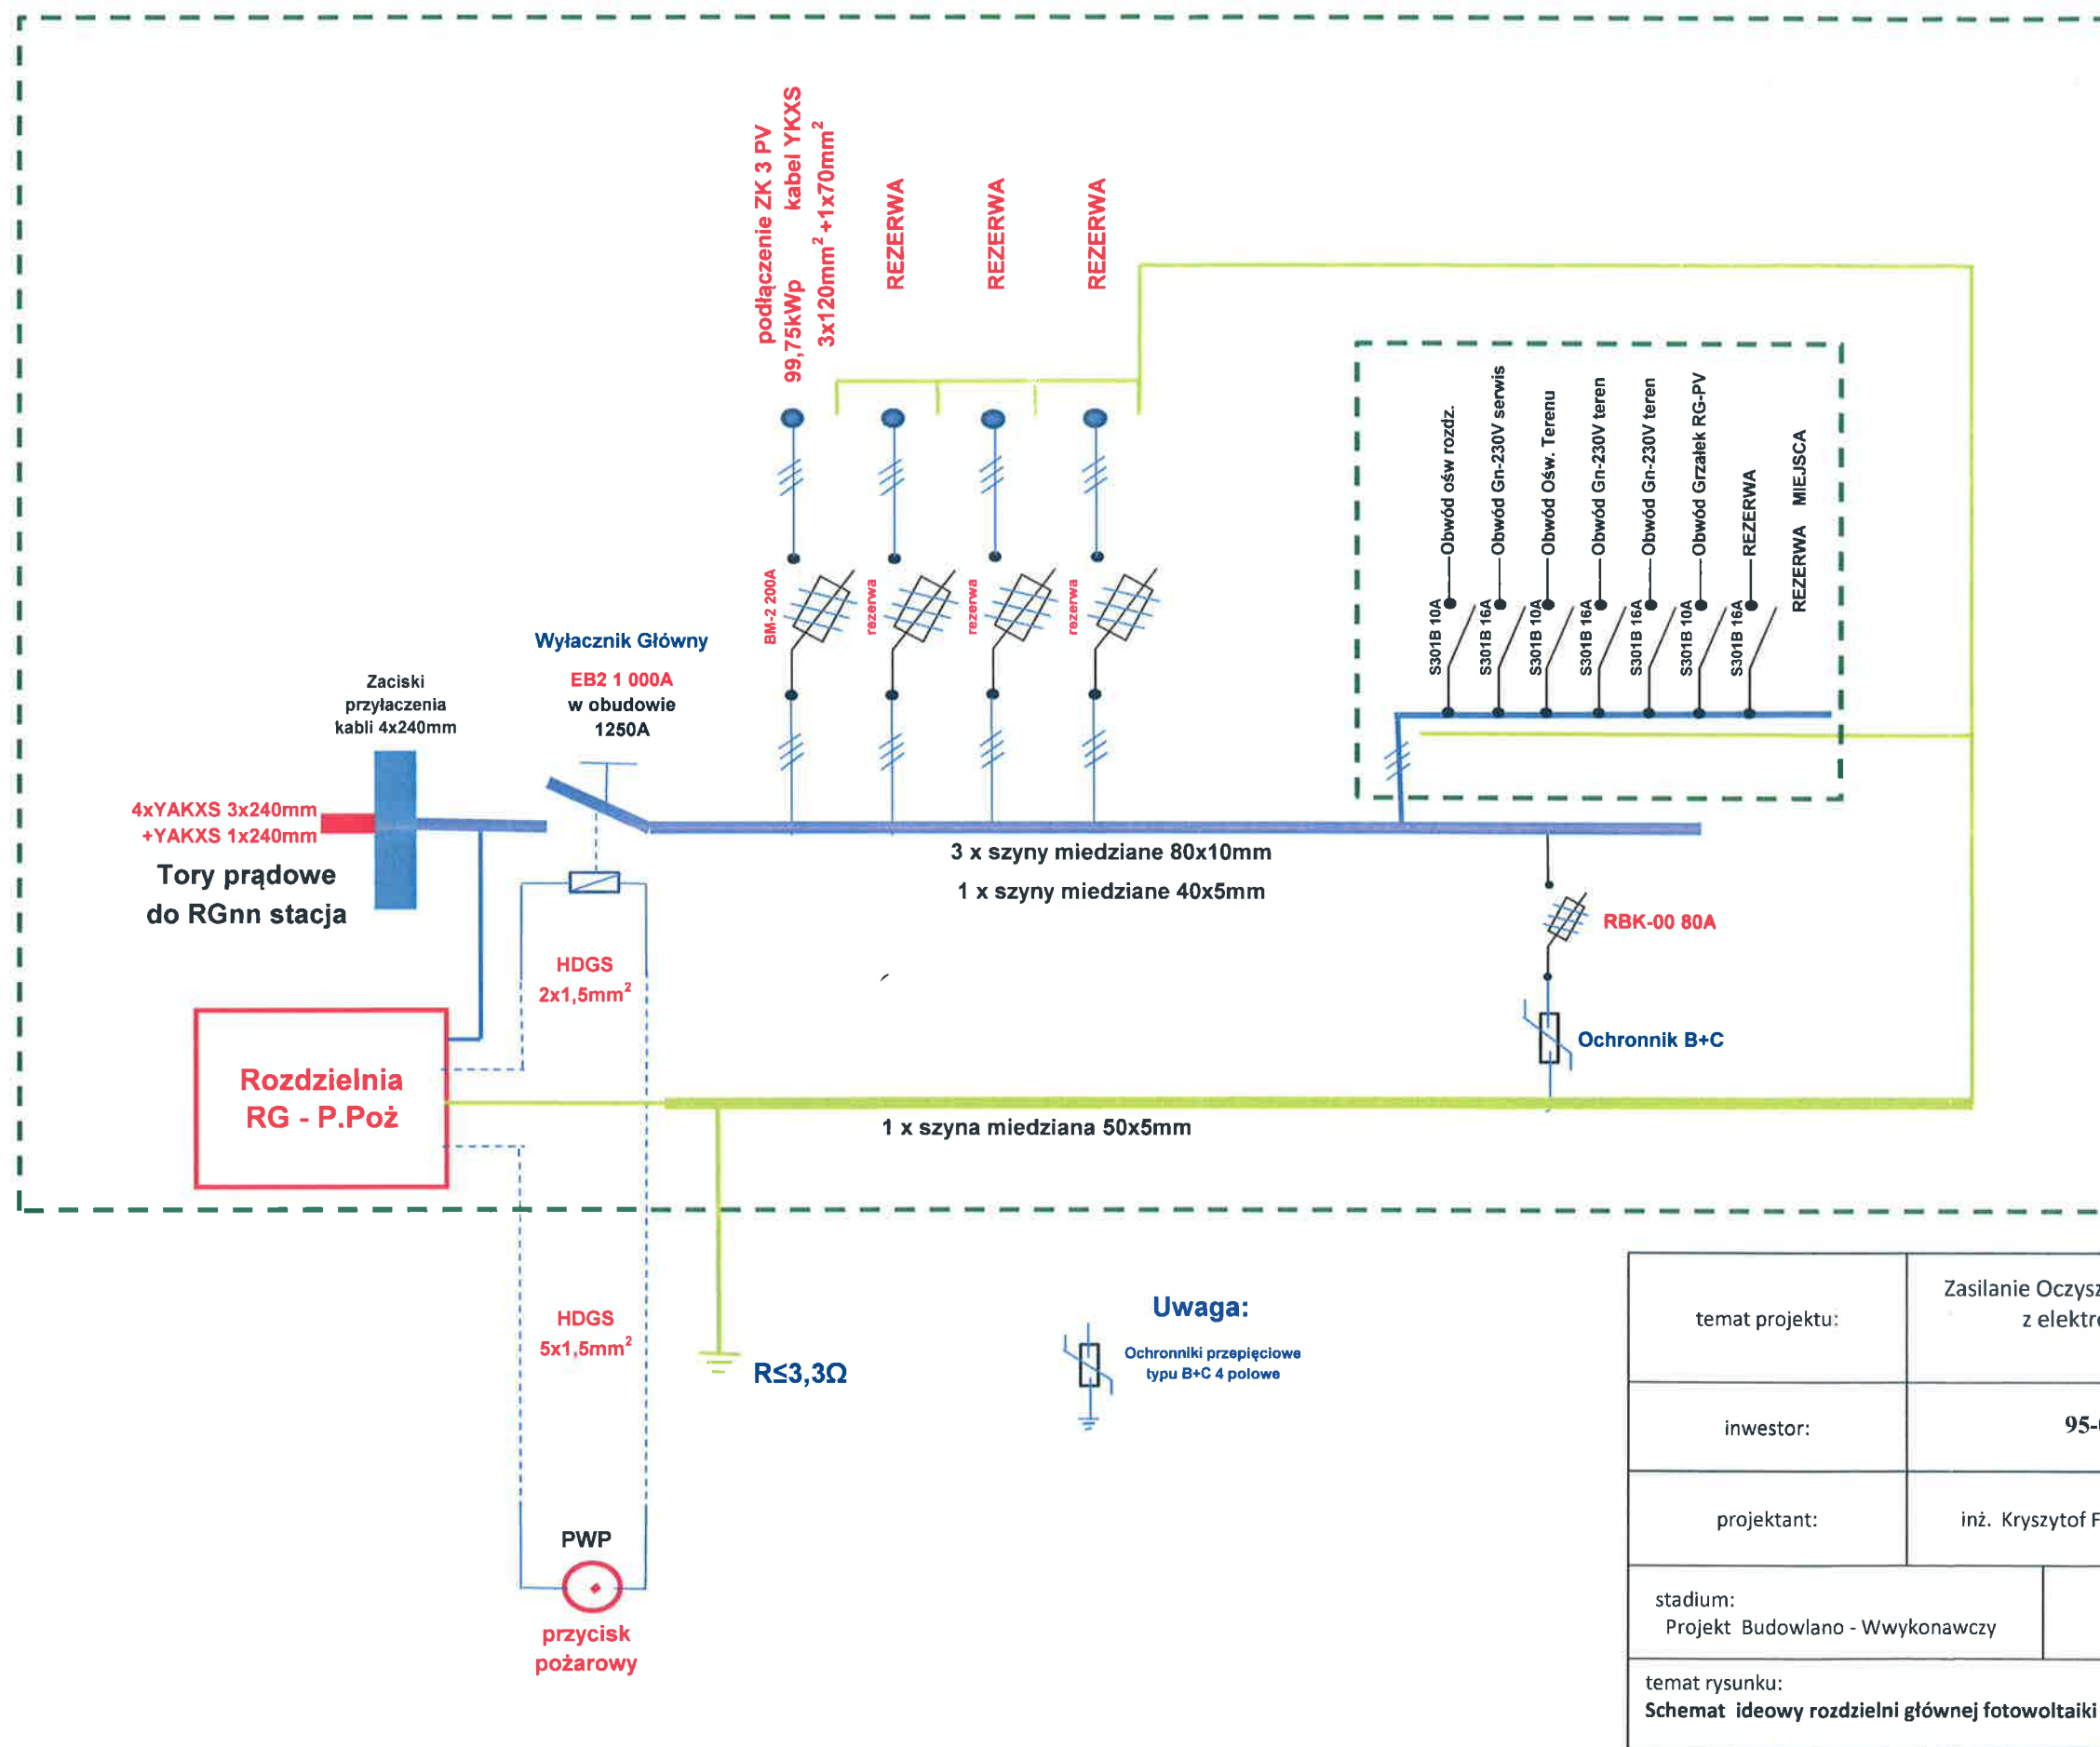 podłączenie ZK 3 PV
99,75kWp kabel YKXS
3x120mm² +1x70mm²
REZERWA
REZERWA
REZERWA
BM-2 200A
rezerwa
rezerwa
rezerwa
Obwód ośw rozdz.
Obwód Gn-230V serwis
Obwód Ośw. Terenu
Obwód Gn-230V teren
Obwód Gn-230V teren
Obwód Grzałek RG-PV
REZERWA
REZERWA MIEJSCA
S301B 10A
S301B 16A
S301B 10A
S301B 16A
S301B 16A
S301B 10A
S301B 16A
Wyłacznik Główny
EB2 1 000A
w obudowie
1250A
Zaciski
przyłaczenia
kabli 4x240mm
4xYAKXS 3x240mm
+YAKXS 1x240mm
Tory prądowe
do RGnn stacja
3 x szyny miedziane 80x10mm
1 x szyny miedziane 40x5mm
RBK-00 80A
HDGS
2x1,5mm²
Ochronnik B+C
Rozdzielnia
RG - P.Poż
1 x szyna miedziana 50x5mm
HDGS
5x1,5mm²
R≤3,3Ω
Uwaga:
Ochronniki przepięciowe
typu B+C 4 polowe
PWP
przycisk
pożarowy
temat projektu:
Zasilanie
z
inwestor:
projektant:
inż. Kryszytof
stadium:
Projekt Budowlano - Wwykonawczy
temat rysunku:
Schemat ideowy rozdzielni głównej fotowoltaiki